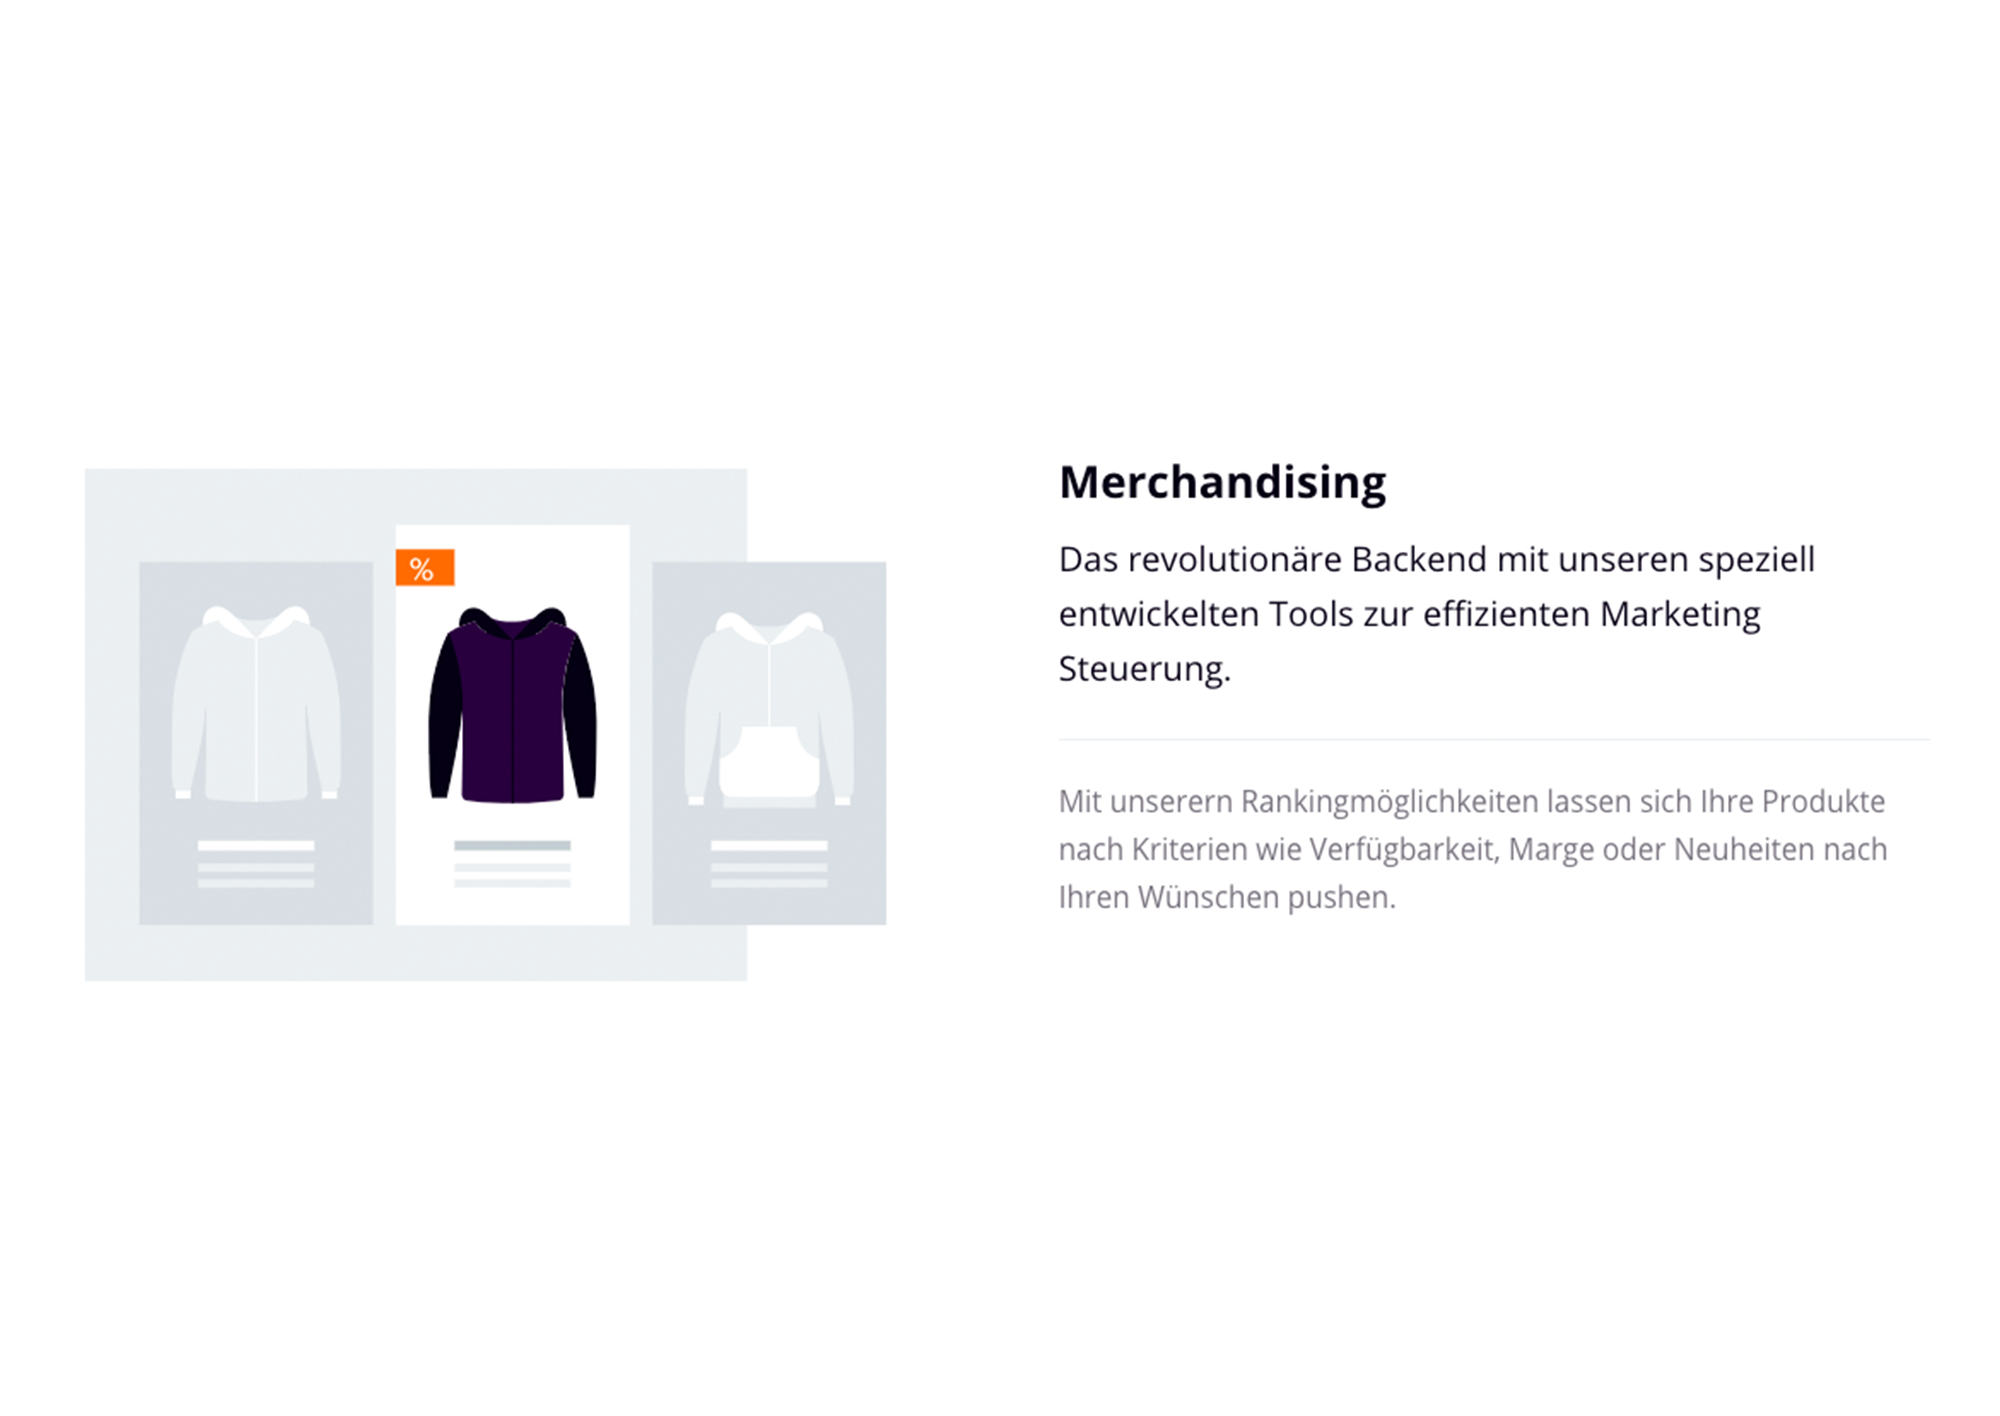 %
Merchandising
Das revolutionäre Backend mit unseren speziell
entwickelten Tools zur effizienten Marketing
Steuerung.
Mit unserern Rankingmöglichkeiten lassen sich Ihre Produkte
nach Kriterien wie Verfügbarkeit, Marge oder Neuheiten nach
Ihren Wünschen pushen.